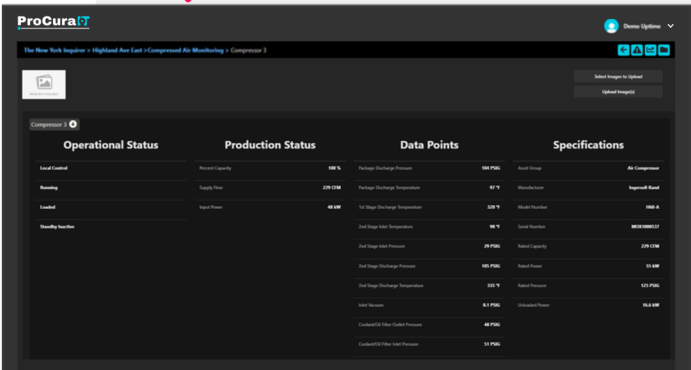 ProCuraIOT
Demo Uptime
The New York Inquirer > Highland Ave East >Compressed Air Monitoring > Compressor 3
Select Images to Upload
Upload Image(s)
Compressor 3
Operational Status
Local Control
Running
Loaded
Standby Inactive
Production Status
Percent Capacity 100 %
Supply Flow 229 CFM
Input Power 48 kW
Data Points
Package Discharge Pressure 104 PSIG
Package Discharge Temperature 97 °F
1st Stage Discharge Temperature 320 °F
2nd Stage Inlet Temperature 98 °F
2nd Stage Inlet Pressure 29 PSIG
2nd Stage Discharge Pressure 105 PSIG
2nd Stage Discharge Temperature 333 °F
Inlet Vacuum 0.1 PSIG
Coolant/Oil Filter Outlet Pressure 48 PSIG
Coolant/Oil Filter Inlet Pressure 51 PSIG
Specifications
Asset Group Air Compressor
Manufacturer Ingersoll-Rand
Model Number
Serial Number
Rated Capacity 229 CFM
Rated Power 55 kW
Rated Pressure 125 PSIG
Unloaded Power 16.6 kW